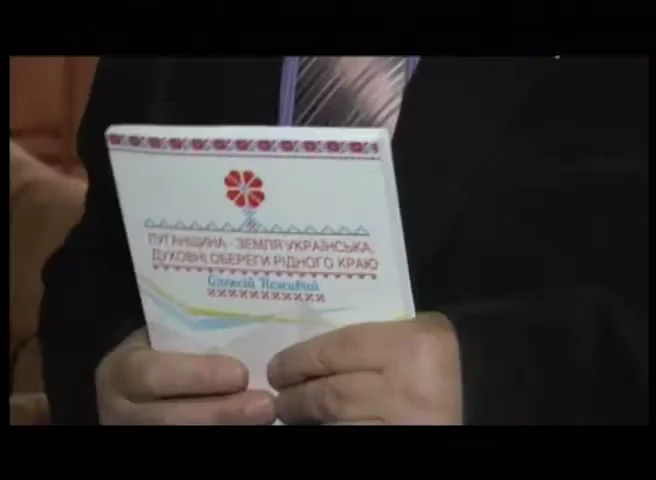 ЛУГАНЩИНА - ЗЕМЛЯ УКРАЇНСЬКА.
ДУХОВНІ ОБЕРЕГИ РІДНОГО КРАЮ
Олексій Неживий